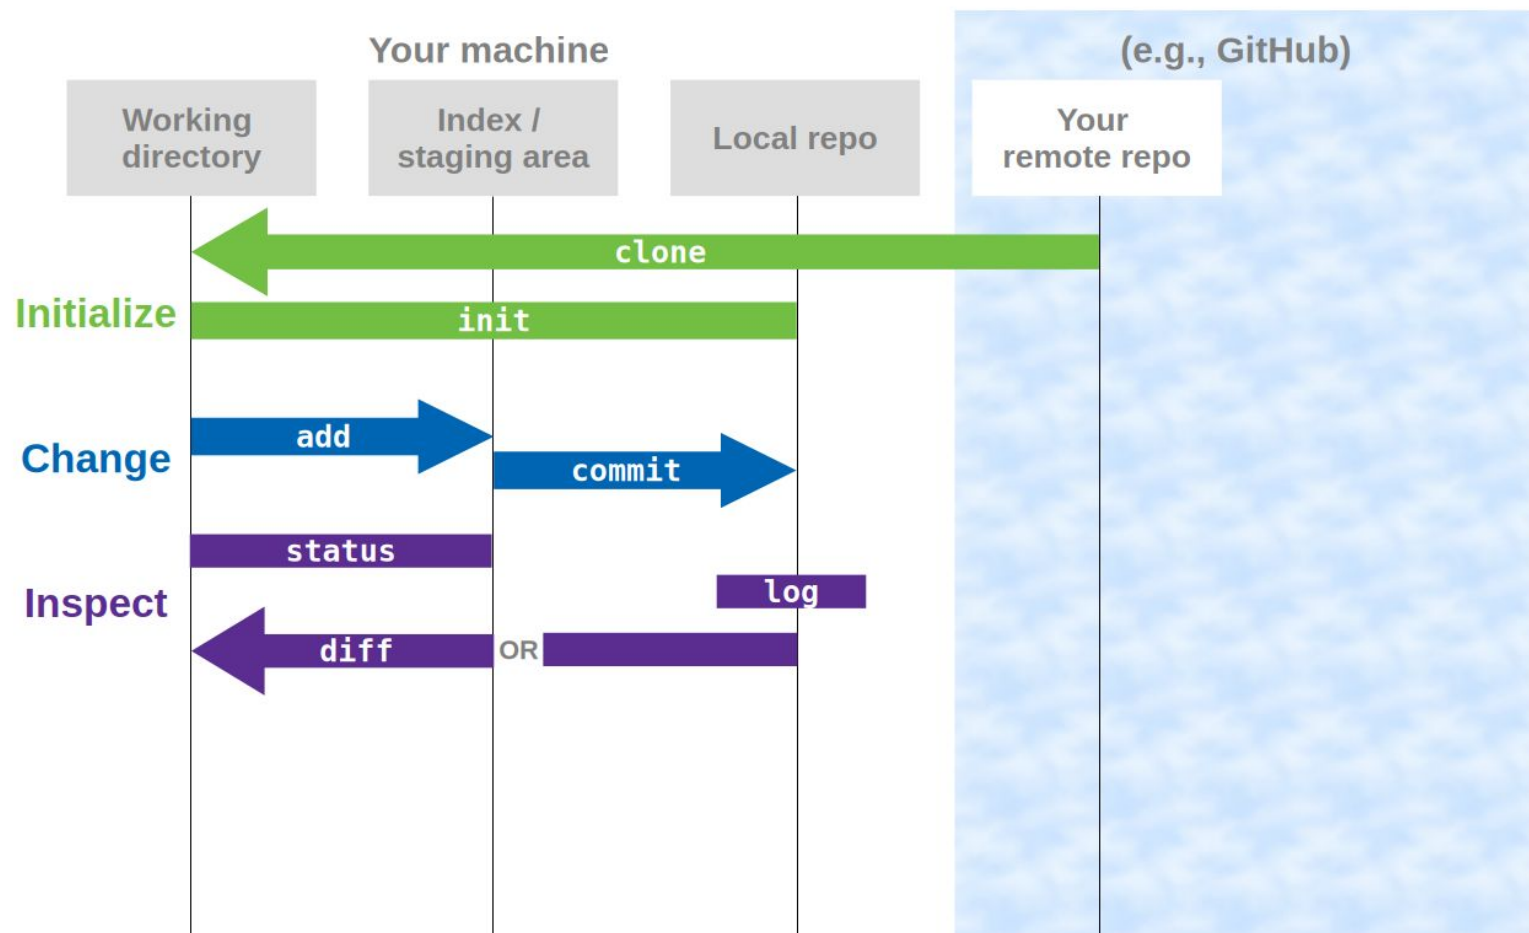 Your machine
(e.g., GitHub)
Working
directory
Index /
staging area
Local repo
Your
remote repo
clone
Initialize
init
add
Change
commit
status
log
Inspect
diff
OR